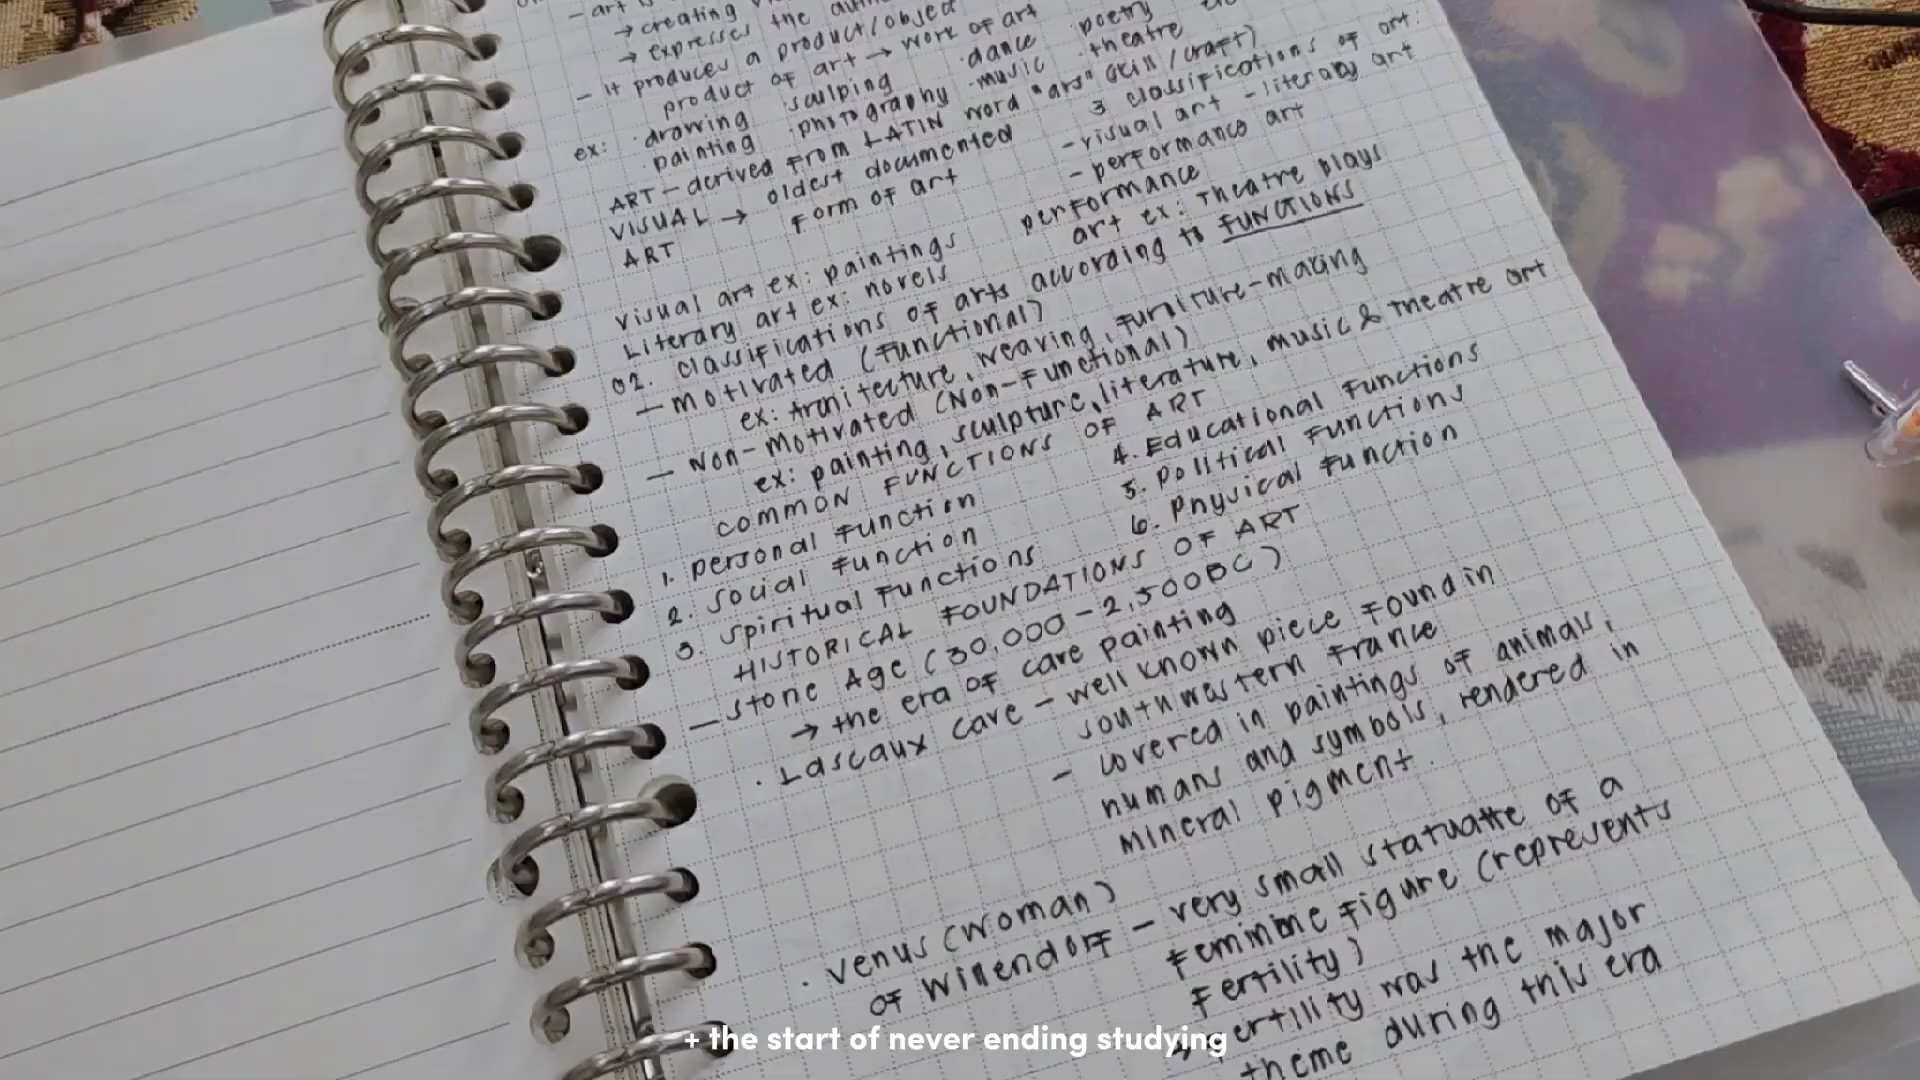 - art is
→ creating
→ expresses the
- It produces a product/object
product of art → work of art
ex: · drawing · sculping · dance · poetry
· painting · photography · music · theatre
ART - derived from LATIN word "ars" (skill/craft)
VISUAL → oldest documented
ART form of art
3 classifications of art:
- visual art - literary art
- performance art
visual art ex: paintings
Literary art ex: novels
performance
art ex: Theatre plays
02. classifications of arts according to FUNCTIONS
- motivated (functional)
ex: Architecture, weaving, furniture-making
- Non-motivated (Non-Functional)
ex: painting, sculpture, literature, music & theatre art
COMMON FUNCTIONS OF ART
1. personal function
2. social function
3. spiritual functions
4. Educational Functions
5. political Functions
6. Physical Function
HISTORICAL FOUNDATIONS OF ART
- Stone Age (30,000 - 2,500BC)
→ the era of cave painting
· Lascaux cave - well known piece found in
southwestern France
- covered in paintings of animals,
humans and symbols, rendered in
mineral pigment.
· Venus (woman)
of Willendorf - very small statuatte of a
feminine figure (represents
fertility)
→ fertility was the major
theme during this era
+ the start of never ending studying